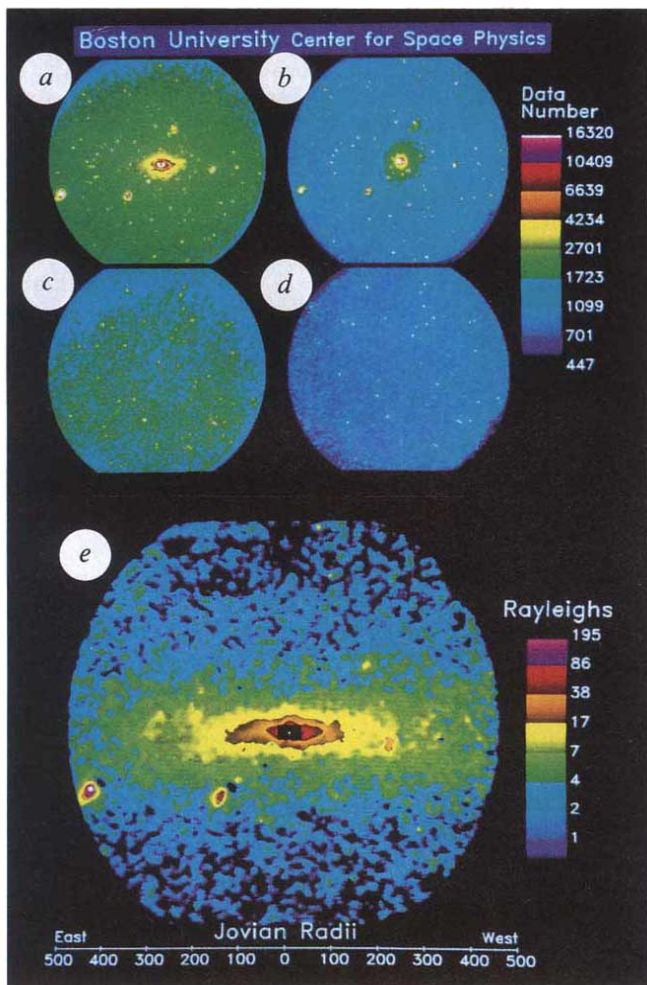 Boston University Center for Space Physics
a
b
Data
Number
16320
10409
6639
4234
2701
1723
1099
701
447
c
d
e
Rayleighs
195
86
38
17
7
4
2
1
Jovian Radii
East
West
500 400 300 200 100 0 100 200 300 400 500